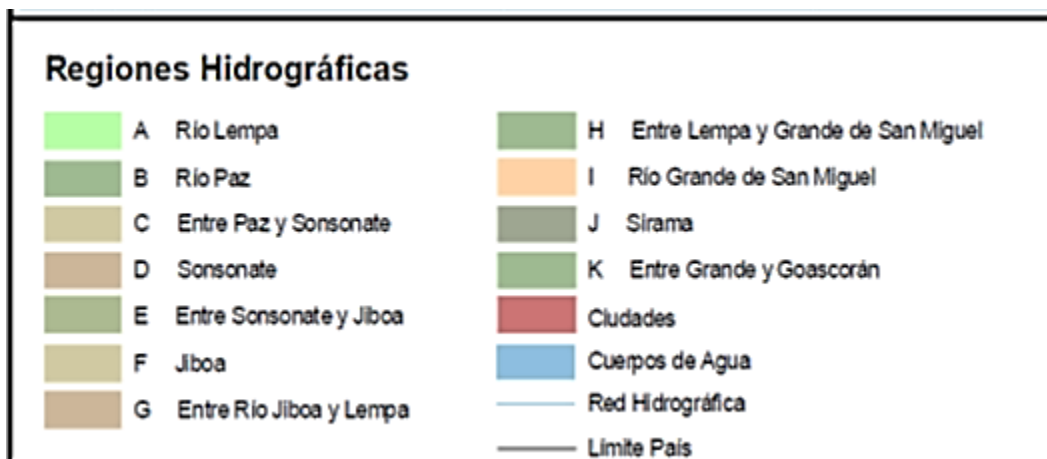 Regiones Hidrográficas
A Río Lempa
B Río Paz
C Entre Paz y Sonsonate
D Sonsonate
E Entre Sonsonate y Jiboa
F Jiboa
G Entre Río Jiboa y Lempa
H Entre Lempa y Grande de San Miguel
I Río Grande de San Miguel
J Sirama
K Entre Grande y Goascorán
Ciudades
Cuerpos de Agua
Red Hidrográfica
Límite País